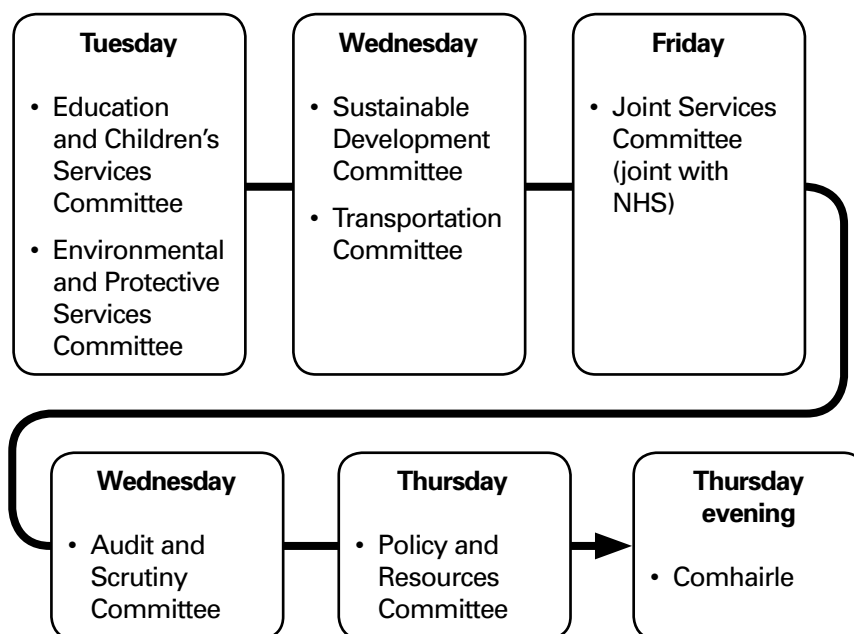 Tuesday
• Education
and Children's
Services
Committee
• Environmental
and Protective
Services
Committee
Wednesday
• Sustainable
Development
Committee
• Transportation
Committee
Friday
• Joint Services
Committee
(joint with
NHS)
Wednesday
• Audit and
Scrutiny
Committee
Thursday
• Policy and
Resources
Committee
Thursday
evening
• Comhairle